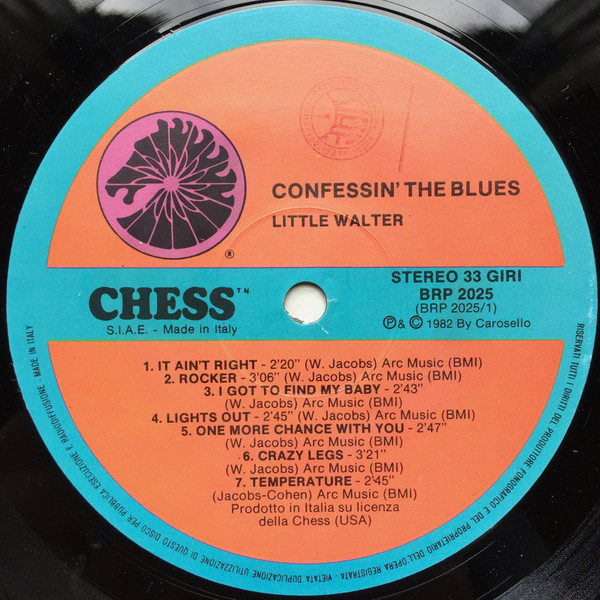 CONFESSIN' THE BLUES
LITTLE WALTER
®
CHESS™
S.I.A.E. - Made in Italy
STEREO 33 GIRI
BRP 2025
(BRP 2025/1)
℗ & © 1982 By Carosello
1. IT AIN'T RIGHT - 2'20" (W. Jacobs) Arc Music (BMI)
2. ROCKER - 3'06" (W. Jacobs) Arc Music (BMI)
3. I GOT TO FIND MY BABY - 2'43"
(W. Jacobs) Arc Music (BMI)
4. LIGHTS OUT - 2'45" (W. Jacobs) Arc Music (BMI)
5. ONE MORE CHANCE WITH YOU - 2'47"
(W. Jacobs) Arc Music (BMI)
6. CRAZY LEGS - 3'21"
(W. Jacobs) Arc Music (BMI)
7. TEMPERATURE - 2'45"
(Jacobs-Cohen) Arc Music (BMI)
Prodotto in Italia su licenza
della Chess (USA)
RISERVATI TUTTI I DIRITTI DEL PRODUTTORE FONOGRAFICO E DEL PROPRIETARIO DELL'OPERA REGISTRATA - VIETATA DUPLICAZIONE UTILIZZAZIONE DI QUESTO DISCO PER PUBBLICA ESECUZIONE E RADIODIFFUSIONE - MADE IN ITALY